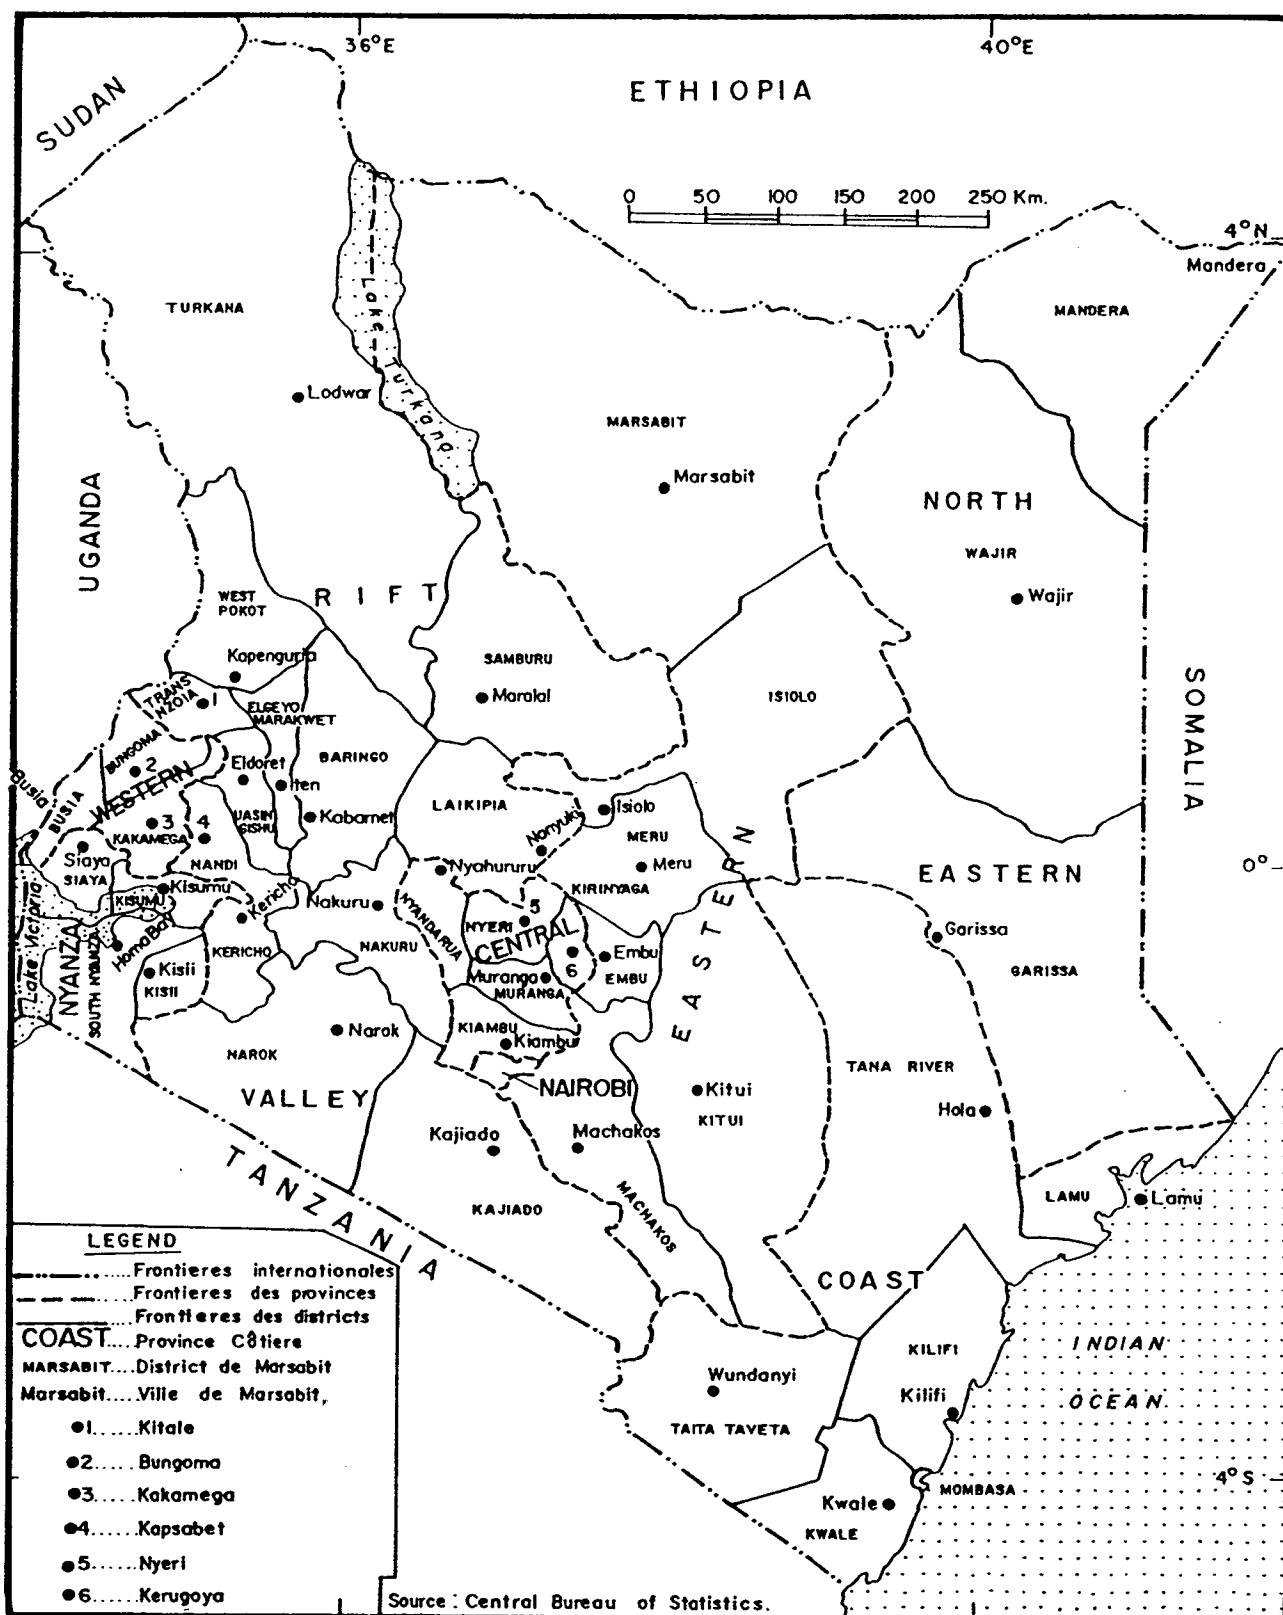 36°E
40°E
SUDAN
ETHIOPIA
0 50 100 150 200 250 Km.
4°N
Mandera
MANDERA
TURKANA
Lake Turkana
Lodwar
MARSABIT
Marsabit
UGANDA
NORTH
WAJIR
Wajir
WEST
POKOT
RIFT
Kapenguria
SAMBURU
Maralal
ISIOLO
SOMALIA
TRANS
NZOIA
1
ELGEYO
MARAKWET
BUNGOMA
2
WESTERN
Eldoret
Iten
BARINGO
Busia
BUSIA
LAIKIPIA
Isiolo
3
KAKAMEGA
4
UASIN
GISHU
Kabarnet
Nanyuki
MERU
Meru
Siaya
SIAYA
NANDI
Nyahururu
KIRINYAGA
EASTERN
EASTERN
0°
KISUMU
Kisumu
Kericho
Nakuru
NYANDARUA
NYERI
5
CENTRAL
Garissa
Lake Victoria
NYANZA
SOUTH NYANZA
Homa Bay
KERICHO
NAKURU
6
Embu
EMBU
GARISSA
Kisii
KISII
Muranga
MURANGA
NAROK
Narok
KIAMBU
Kiambu
NAIROBI
TANA RIVER
VALLEY
Kitui
KITUI
Hola
Kajiado
Machakos
TANZANIA
KAJIADO
MACHAKOS
LAMU
Lamu
COAST
KILIFI
Kilifi
INDIAN
OCEAN
Wundanyi
TAITA TAVETA
4°S
MOMBASA
Kwale
KWALE
LEGEND
.....Frontieres internationales
.....Frontieres des provinces
Frontieres des districts
COAST....Province Côtiere
MARSABIT....District de Marsabit
Marsabit.....Ville de Marsabit,
1......Kitale
2.....Bungoma
3.....Kakamega
4.....Kapsabet
5......Nyeri
6.....Kerugoya
Source : Central Bureau of Statistics.